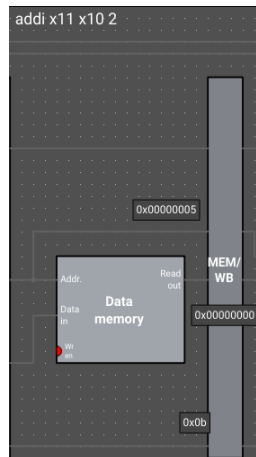 addi x11 x10 2
0x00000005
MEM/
WB
Addr.
Read
out
Data
in
Data
memory
0x00000000
Wr
en
0x0b